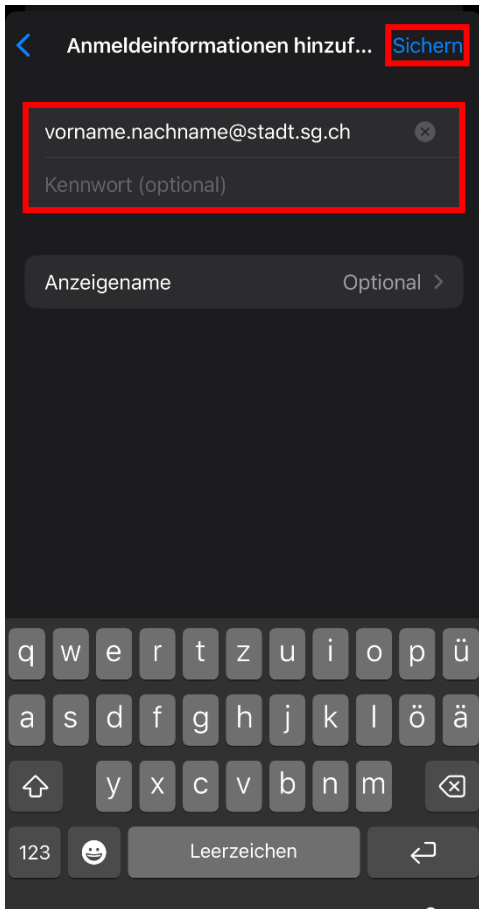 Anmeldeinformationen hinzuf... Sichern
vorname.nachname@stadt.sg.ch
Kennwort (optional)
Anzeigename Optional
q w e r t z u i o p ü
a s d f g h j k l ö ä
y x c v b n m
123 Leerzeichen